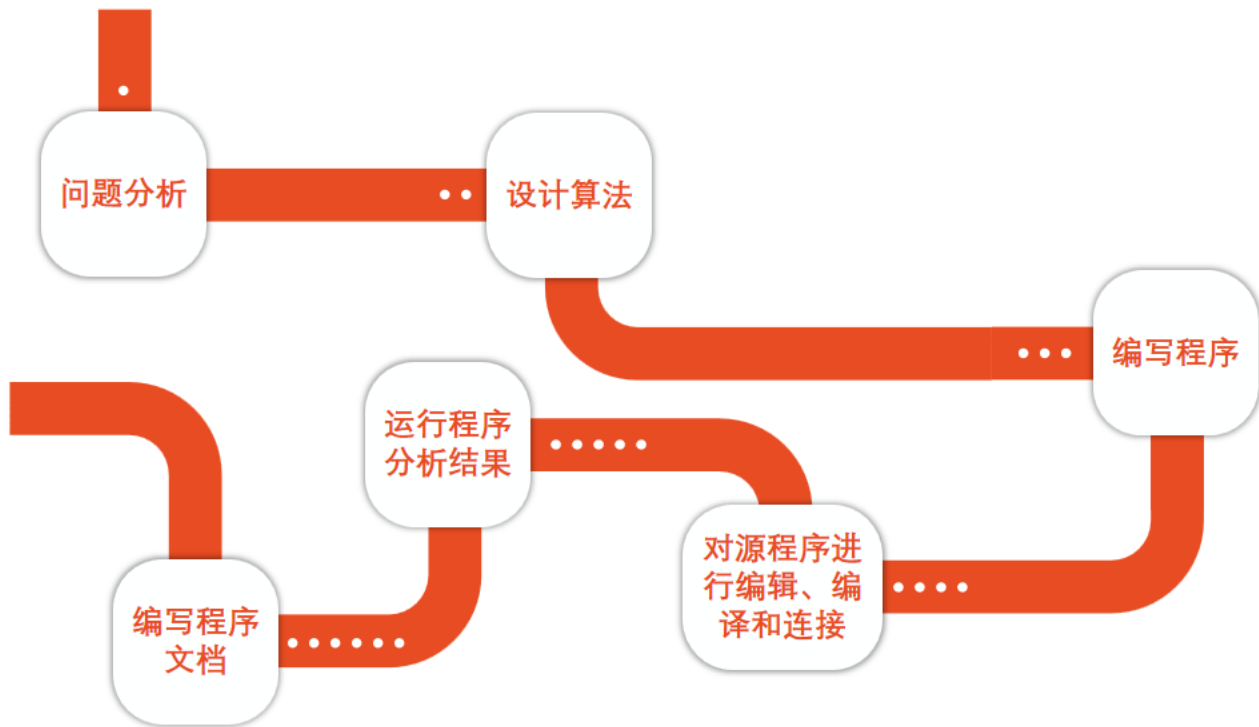 问题分析
设计算法
编写程序
对源程序进
行编辑、编
译和连接
运行程序
分析结果
编写程序
文档